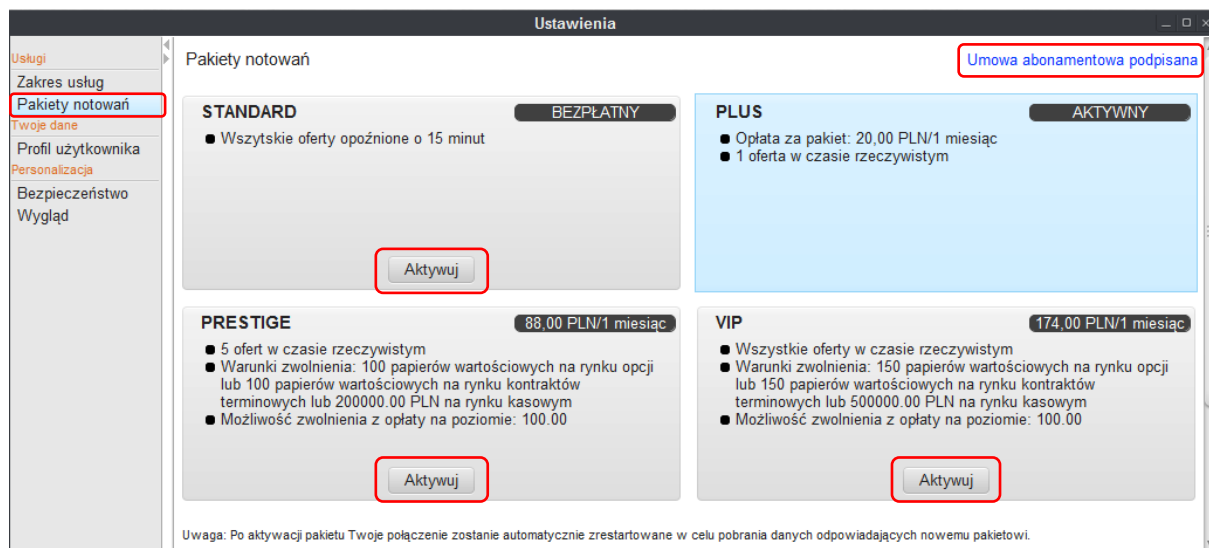 Ustawienia
Usługi
Zakres usług
Pakiety notowań
Twoje dane
Profil użytkownika
Personalizacja
Bezpieczeństwo
Wygląd
Pakiety notowań
Umowa abonamentowa podpisana
STANDARD
BEZPŁATNY
Wszytskie oferty opoźnione o 15 minut
Aktywuj
PLUS
AKTYWNY
Opłata za pakiet: 20,00 PLN/1 miesiąc
1 oferta w czasie rzeczywistym
PRESTIGE
88,00 PLN/1 miesiąc
5 ofert w czasie rzeczywistym
Warunki zwolnienia: 100 papierów wartościowych na rynku opcji
lub 100 papierów wartościowych na rynku kontraktów
terminowych lub 200000.00 PLN na rynku kasowym
Możliwość zwolnienia z opłaty na poziomie: 100.00
Aktywuj
VIP
174,00 PLN/1 miesiąc
Wszystkie oferty w czasie rzeczywistym
Warunki zwolnienia: 150 papierów wartościowych na rynku opcji
lub 150 papierów wartościowych na rynku kontraktów
terminowych lub 500000.00 PLN na rynku kasowym
Możliwość zwolnienia z opłaty na poziomie: 100.00
Aktywuj
Uwaga: Po aktywacji pakietu Twoje połączenie zostanie automatycznie zrestartowane w celu pobrania danych odpowiadających nowemu pakietowi.